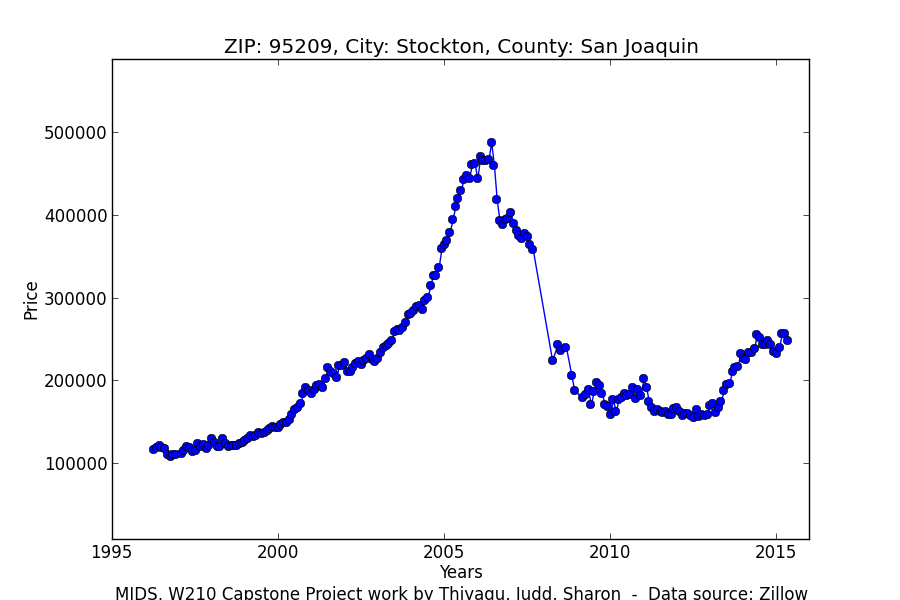 ZIP: 95209, City: Stockton, County: San Joaquin
500000
400000
300000
200000
100000
Price
1995 2000 2005 2010 2015
Years
MIDS, W210 Capstone Project work by Thiyagu, Judd, Sharon - Data source: Zillow